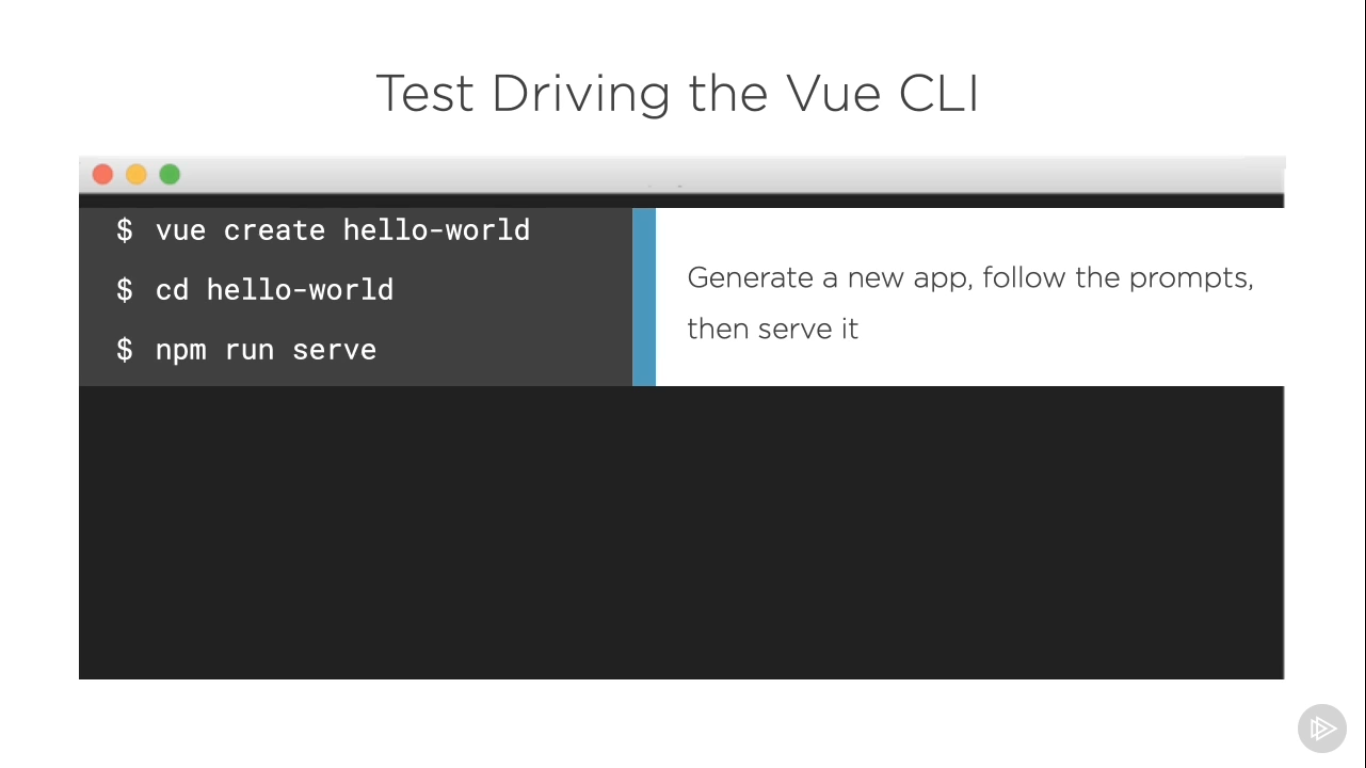 Test Driving the Vue CLI
$ vue create hello-world
$ cd hello-world
$ npm run serve
Generate a new app, follow the prompts,
then serve it